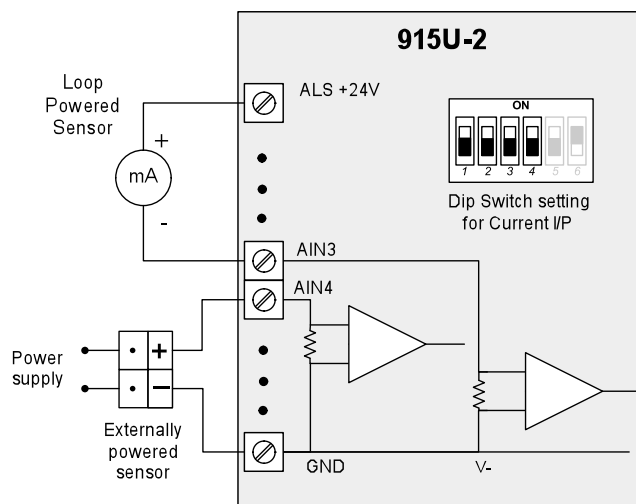 915U-2
Loop
Powered
Sensor
ALS +24V
ON
1 2 3 4 5 6
+
mA
-
Dip Switch setting
for Current I/P
AIN3
AIN4
Power
supply
+
−
Externally
powered
sensor
GND
V-